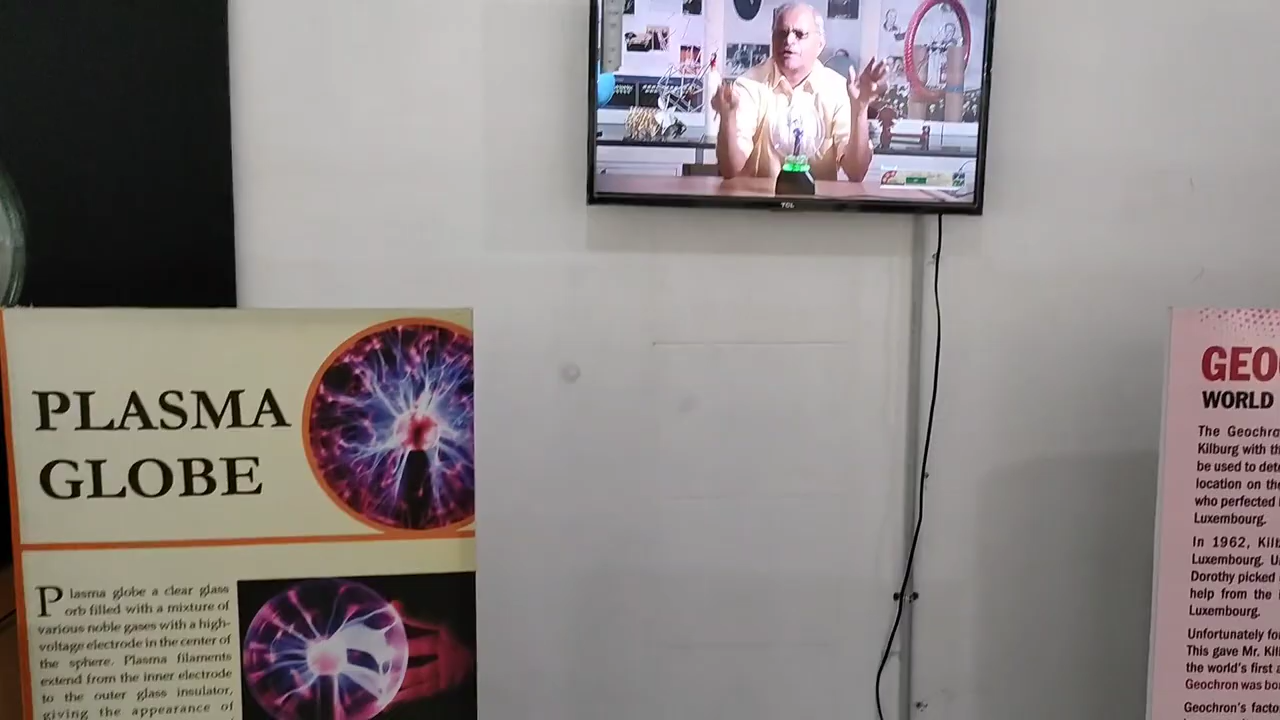 TCL
PLASMA
GLOBE
Plasma globe a clear glass
orb filled with a mixture of
various noble gases with a high-
voltage electrode in the center of
the sphere. Plasma filaments
extend from the inner electrode
to the outer glass insulator,
giving the appearance of
GEO
WORLD
The Geochro
Kilburg with th
be used to dete
location on the
who perfected
Luxembourg.
In 1962, Kilb
Luxembourg. U
Dorothy picked
help from the
Luxembourg.
Unfortunately fo
This gave Mr. Kil
the world's first a
Geochron was bo
Geochron's facto